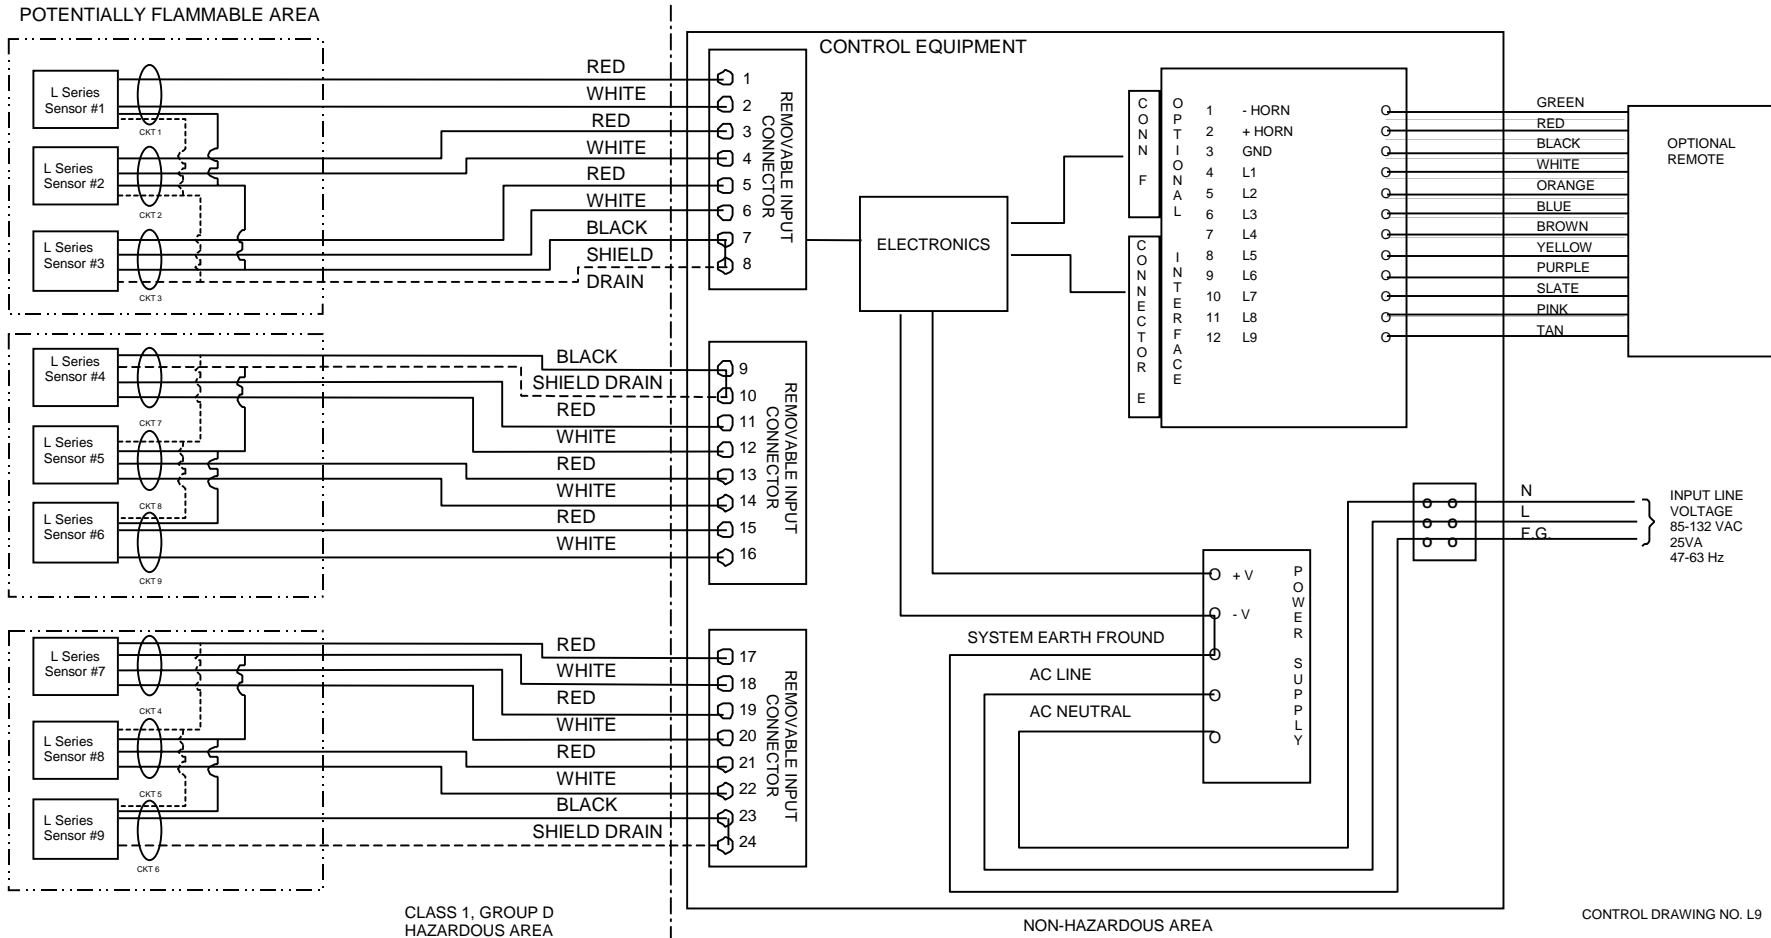 POTENTIALLY FLAMMABLE AREA
L Series
Sensor #1
CKT 1
L Series
Sensor #2
CKT 2
L Series
Sensor #3
CKT 3
RED
WHITE
RED
WHITE
RED
WHITE
BLACK
SHIELD
DRAIN
1
2
3
4
5
6
7
8
REMOVABLE INPUT
CONNECTOR
L Series
Sensor #4
CKT 7
L Series
Sensor #5
CKT 8
L Series
Sensor #6
CKT 9
BLACK
SHIELD DRAIN
RED
WHITE
RED
WHITE
RED
WHITE
9
10
11
12
13
14
15
16
REMOVABLE INPUT
CONNECTOR
L Series
Sensor #7
CKT 4
L Series
Sensor #8
CKT 5
L Series
Sensor #9
CKT 6
RED
WHITE
RED
WHITE
RED
WHITE
BLACK
SHIELD DRAIN
17
18
19
20
21
22
23
24
REMOVABLE INPUT
CONNECTOR
CLASS 1, GROUP D
HAZARDOUS AREA
CONTROL EQUIPMENT
ELECTRONICS
CONN F
CONNECTOR E
OPTIONAL INTERFACE
1 - HORN
2 + HORN
3 GND
4 L1
5 L2
6 L3
7 L4
8 L5
9 L6
10 L7
11 L8
12 L9
GREEN
RED
BLACK
WHITE
ORANGE
BLUE
BROWN
YELLOW
PURPLE
SLATE
PINK
TAN
OPTIONAL
REMOTE
N
L
F.G.
INPUT LINE
VOLTAGE
85-132 VAC
25VA
47-63 Hz
+ V
- V
POWER SUPPLY
SYSTEM EARTH FROUND
AC LINE
AC NEUTRAL
NON-HAZARDOUS AREA
CONTROL DRAWING NO. L9